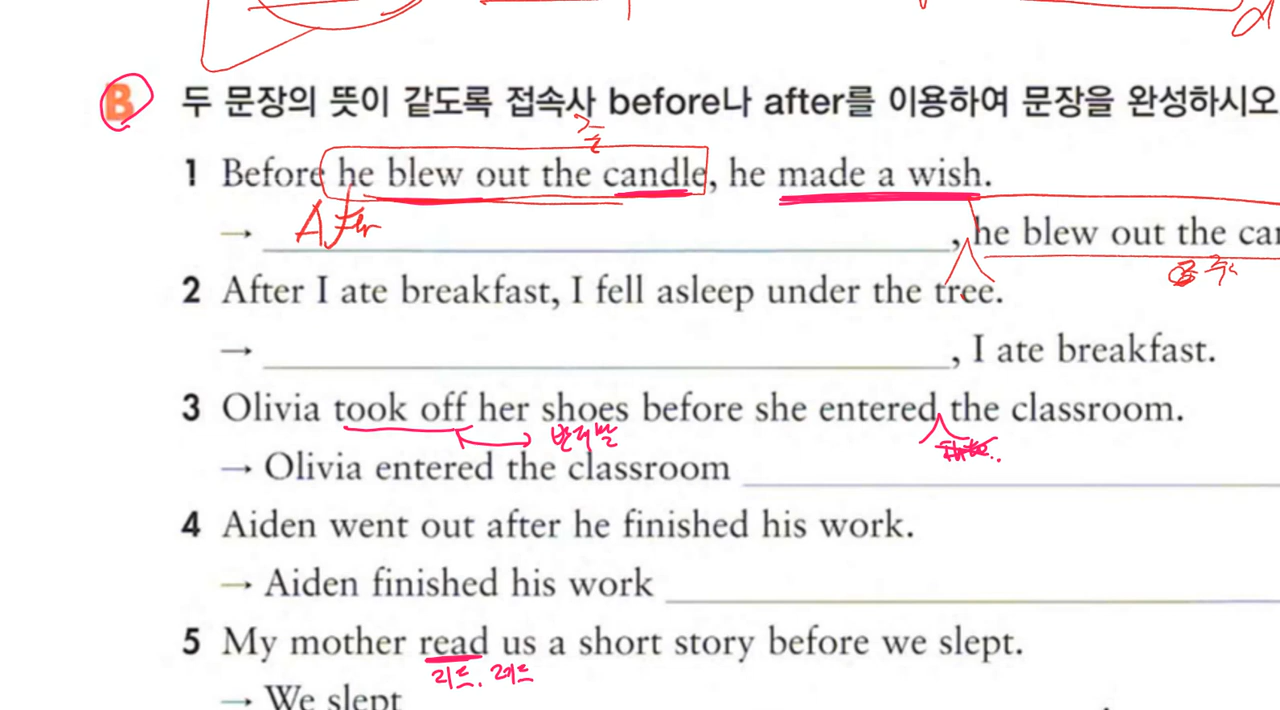 d
B 두 문장의 뜻이 같도록 접속사 before나 after를 이용하여 문장을 완성하시오
1 Before he blew out the candle, he made a wish.
→ After , he blew out the can
2 After I ate breakfast, I fell asleep under the tree.
→ , I ate breakfast.
3 Olivia took off her shoes before she entered the classroom.
→ Olivia entered the classroom
4 Aiden went out after he finished his work.
→ Aiden finished his work
5 My mother read us a short story before we slept.
리드. 레드
→ We slept